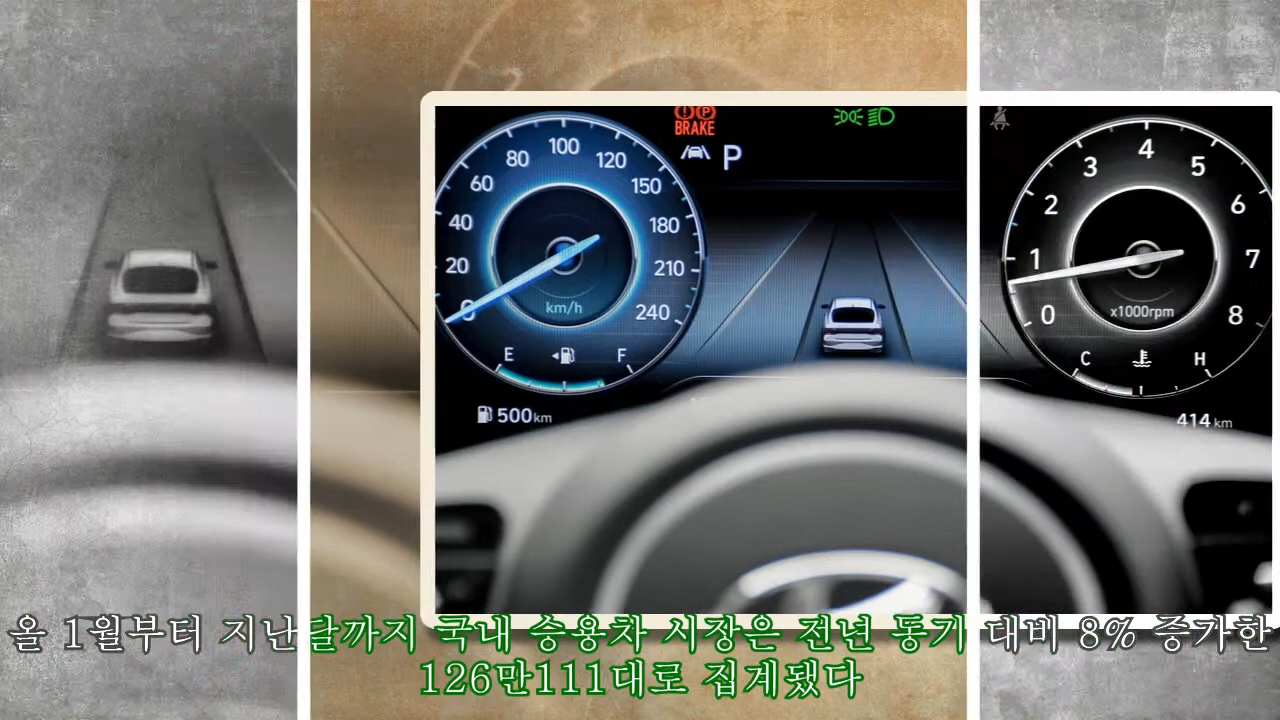 BRAKE
P
0 20 40 60 80 100 120 150 180 210 240
km/h
E F
500km
0 1 2 3 4 5 6 7 8
x1000rpm
C H
414 km
올 1월부터 지난달까지 국내 승용차 시장은 전년 동기 대비 8% 증가한
126만111대로 집계됐다